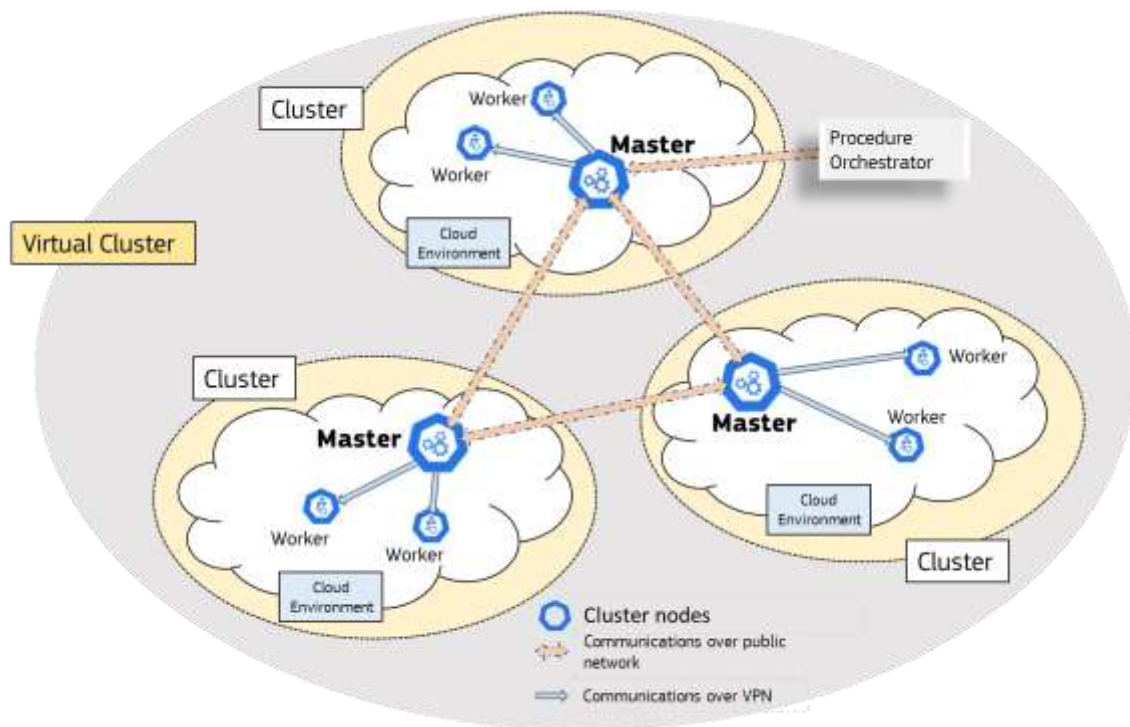 Cluster
Worker
Worker
Master
Procedure
Orchestrator
Cloud
Environment
Virtual Cluster
Cluster
Master
Worker
Worker
Cloud
Environment
Worker
Worker
Master
Cloud
Environment
Cluster
Cluster nodes
Communications over public
network
Communications over VPN